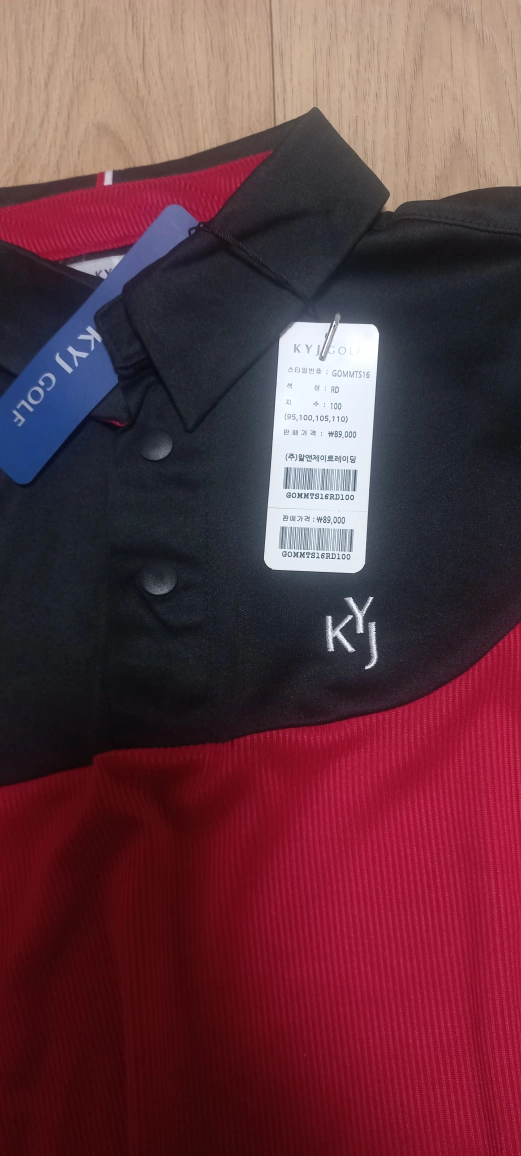 KYJ GOLF
KYJ GOLF
스타일번호 : GOMMTS16
색 상 : RD
치 수 : 100
(95,100,105,110)
판매가격 : ₩89,000
(주)알앤제이트레이딩
GOMMTS16RD100
판매가격 : ₩89,000
GOMMTS16RD100
KYJ